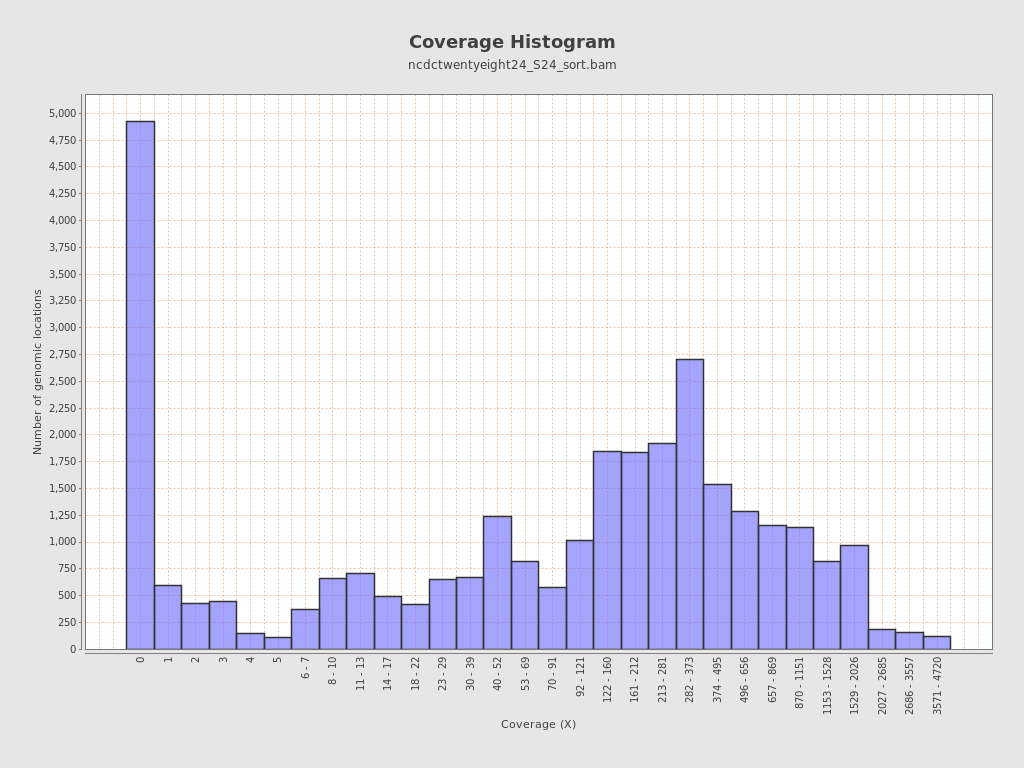 Coverage Histogram
ncdctwentyeight24_S24_sort.bam
Number of genomic locations
5,000
4,750
4,500
4,250
4,000
3,750
3,500
3,250
3,000
2,750
2,500
2,250
2,000
1,750
1,500
1,250
1,000
750
500
250
0
0
1
2
3
4
5
6 - 7
8 - 10
11 - 13
14 - 17
18 - 22
23 - 29
30 - 39
40 - 52
53 - 69
70 - 91
92 - 121
122 - 160
161 - 212
213 - 281
282 - 373
374 - 495
496 - 656
657 - 869
870 - 1151
1153 - 1528
1529 - 2026
2027 - 2685
2686 - 3557
3571 - 4720
Coverage (X)